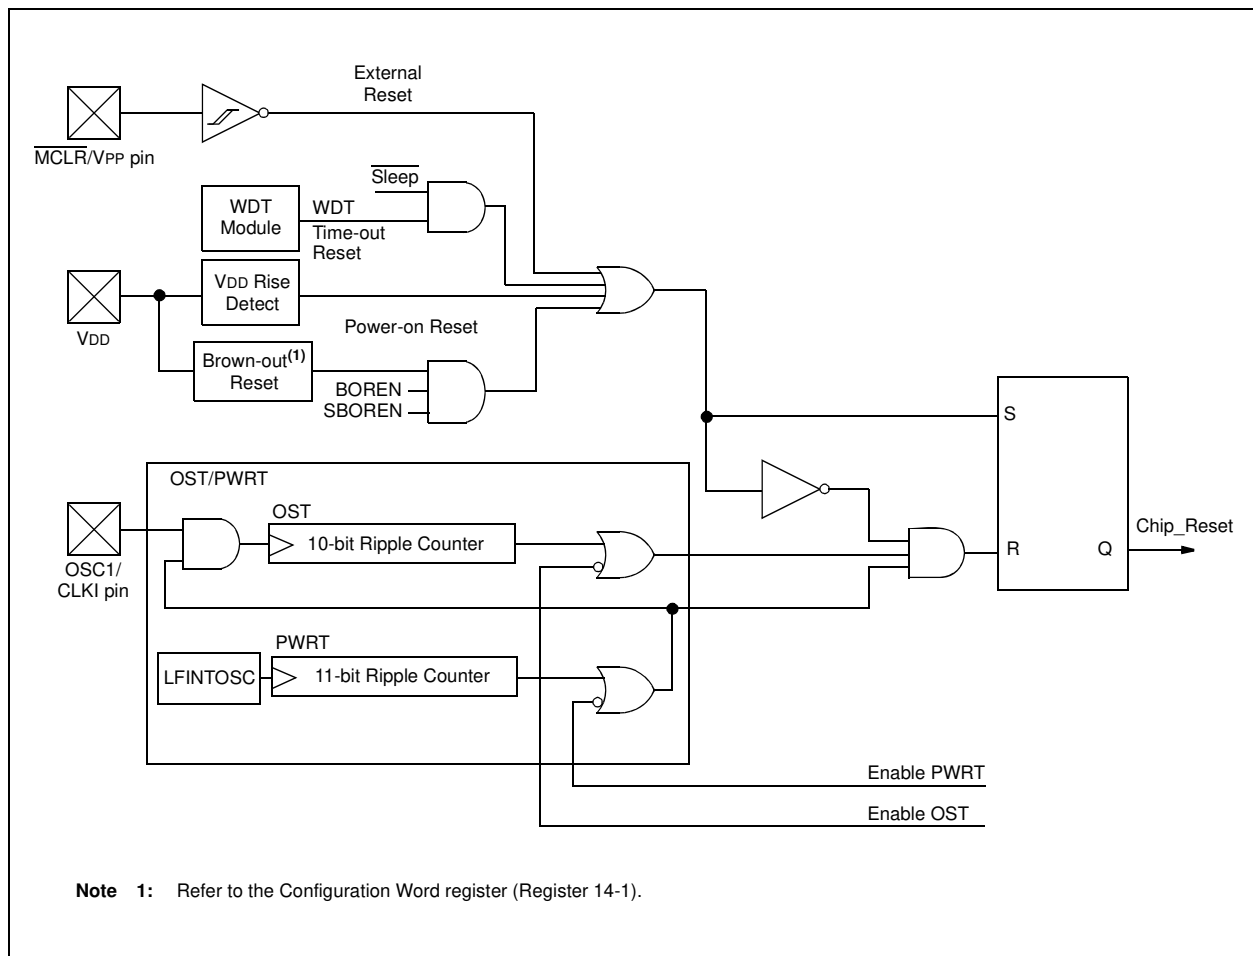 External
Reset
M̅C̅L̅R̅/VPP pin
S̅l̅e̅e̅p̅
WDT
Module
WDT
Time-out
Reset
VDD Rise
Detect
VDD
Power-on Reset
Brown-out(1)
Reset
BOREN
SBOREN
S
OST/PWRT
OST
10-bit Ripple Counter
OSC1/
CLKI pin
Chip_Reset
R
Q
PWRT
LFINTOSC
11-bit Ripple Counter
Enable PWRT
Enable OST
Note 1: Refer to the Configuration Word register (Register 14-1).